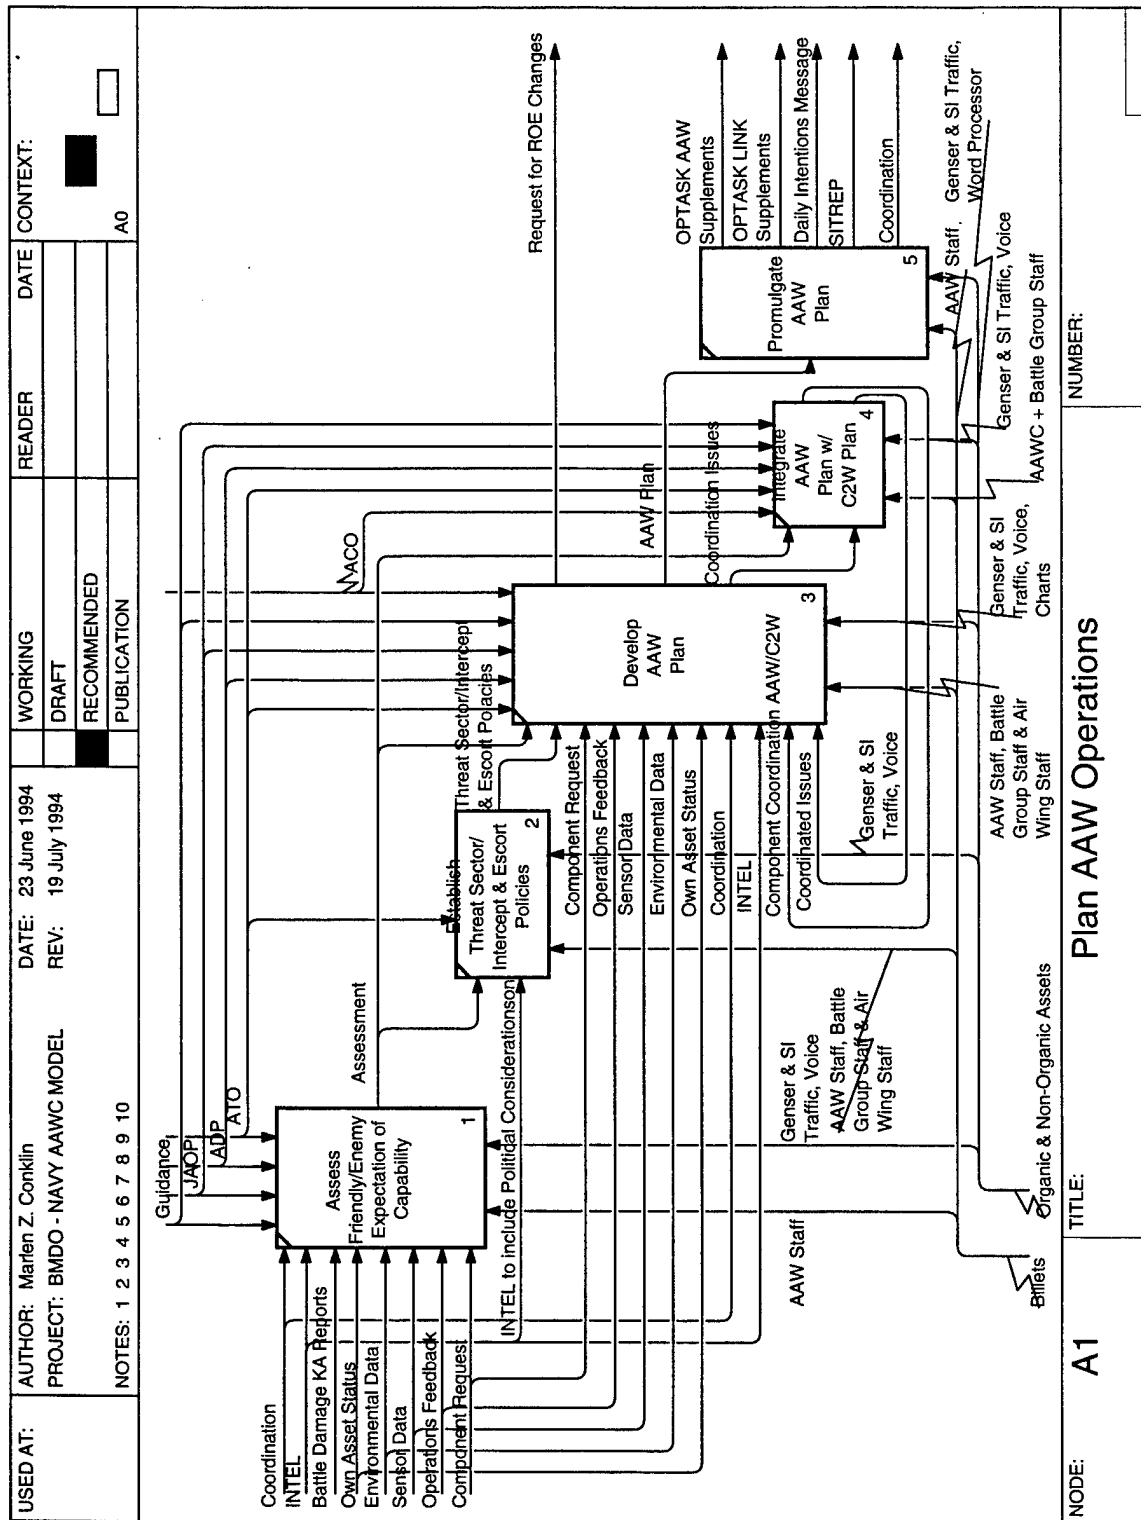 USED AT:
AUTHOR: Marlen Z. Conklin
PROJECT: BMDO - NAVY AAWC MODEL
NOTES: 1 2 3 4 5 6 7 8 9 10
DATE: 23 June 1994
REV: 19 July 1994
WORKING
DRAFT
RECOMMENDED
PUBLICATION
READER
DATE
CONTEXT:
A0
Guidance
JAOP
ADP
ATO
ACO
Coordination
INTEL
Battle Damage KA Reports
Own Asset Status
Environmental Data
Sensor Data
Operations Feedback
Component Request
Assess
Friendly/Enemy
Expectation of
Capability
1
Assessment
INTEL to include Political Considerationson
Establish
Threat Sector/
Intercept & Escort
Policies
2
Threat Sector/Intercept
& Escort Polacies
Component Request
Operations Feedback
Sensor Data
Environmental Data
Own Asset Status
Coordination
INTEL
Component Coordination AAW/C2W
Coordinated Issues
Develop
AAW
Plan
3
Request for ROE Changes
AAW Plan
Coordination Issues
Integrate
AAW
Plan w/
C2W Plan
4
Promulgate
AAW
Plan
5
OPTASK AAW
Supplements
OPTASK LINK
Supplements
Daily Intentions Message
SITREP
Coordination
AAW Staff
Genser & SI
Traffic, Voice
AAW Staff, Battle
Group Staff & Air
Wing Staff
Genser & SI
Traffic, Voice
AAW Staff, Battle
Group Staff & Air
Wing Staff
Genser & SI
Traffic, Voice,
Charts
AAWC + Battle Group Staff
Genser & SI Traffic, Voice
AAW Staff,
Genser & SI Traffic,
Word Processor
Billets
Organic & Non-Organic Assets
NODE:
A1
TITLE:
Plan AAW Operations
NUMBER: